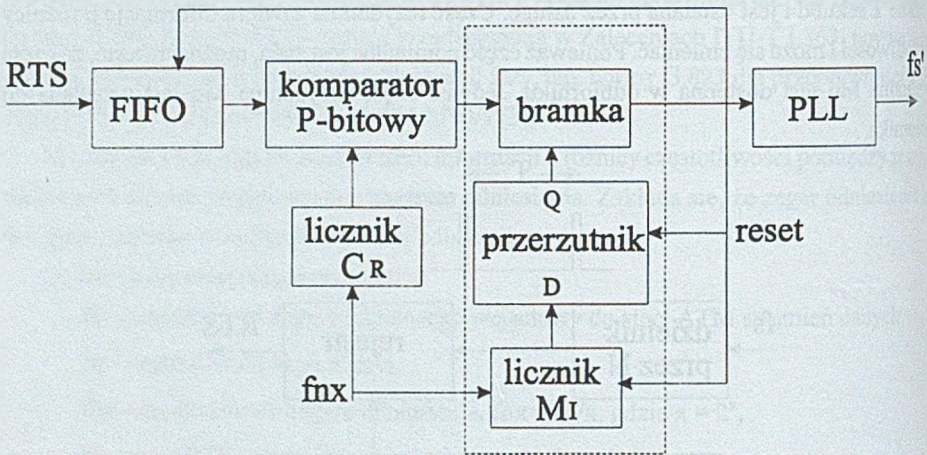 RTS
FIFO
komparator
P-bitowy
bramka
PLL
fs'
licznik
CR
Q
przerzutnik
D
reset
fnx
licznik
MI